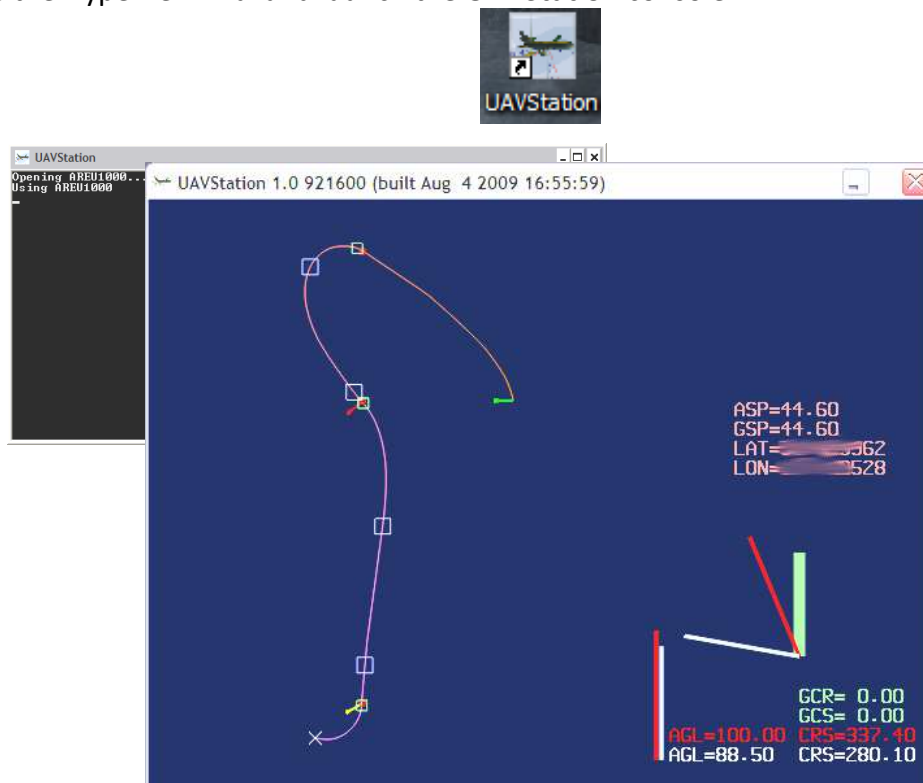 UAVStation
UAVStation
Opening AREU1000...
Using AREU1000
UAVStation 1.0 921600 (built Aug 4 2009 16:55:59)
ASP=44.60
GSP=44.60
LAT=
LON=
GCR= 0.00
GCS= 0.00
AGL=100.00 CRS=337.40
AGL=88.50 CRS=280.10